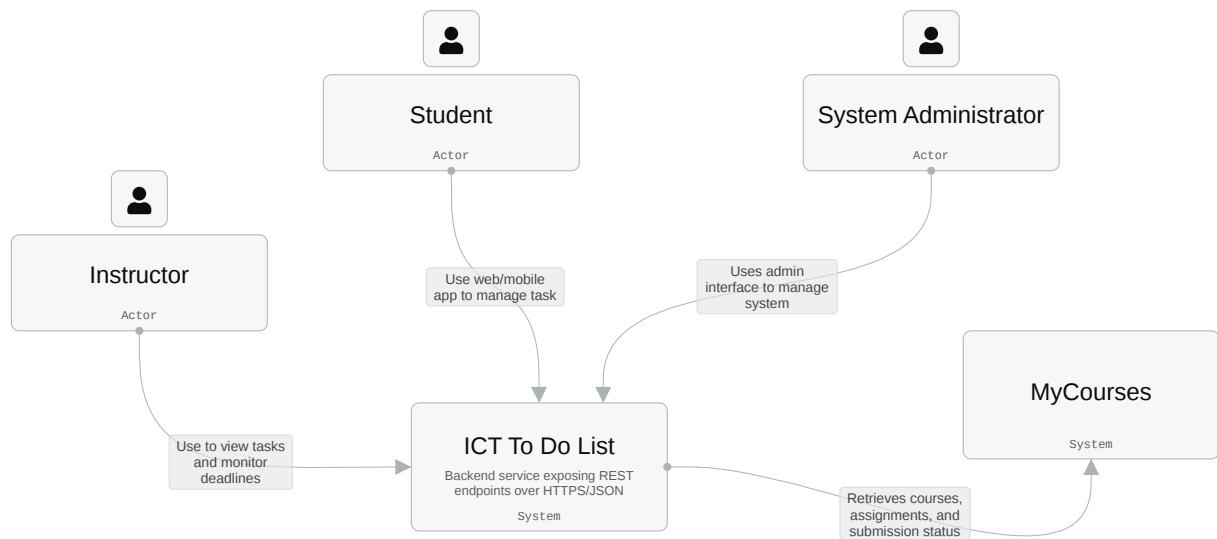 Student
Actor
System Administrator
Actor
Instructor
Actor
Use web/mobile
app to manage task
Uses admin
interface to manage
system
MyCourses
System
Use to view tasks
and monitor
deadlines
ICT To Do List
Backend service exposing REST
endpoints over HTTPS/JSON
System
Retrieves courses,
assignments, and
submission status